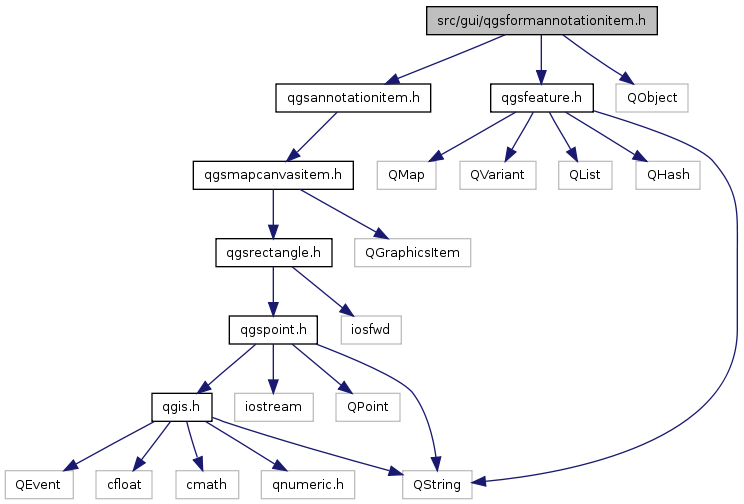 src/gui/qgsformannotationitem.h
qgsannotationitem.h
qgsfeature.h
QObject
qgsmapcanvasitem.h
QMap
QVariant
QList
QHash
qgsrectangle.h
QGraphicsItem
qgspoint.h
iosfwd
qgis.h
iostream
QPoint
QEvent
cfloat
cmath
qnumeric.h
QString